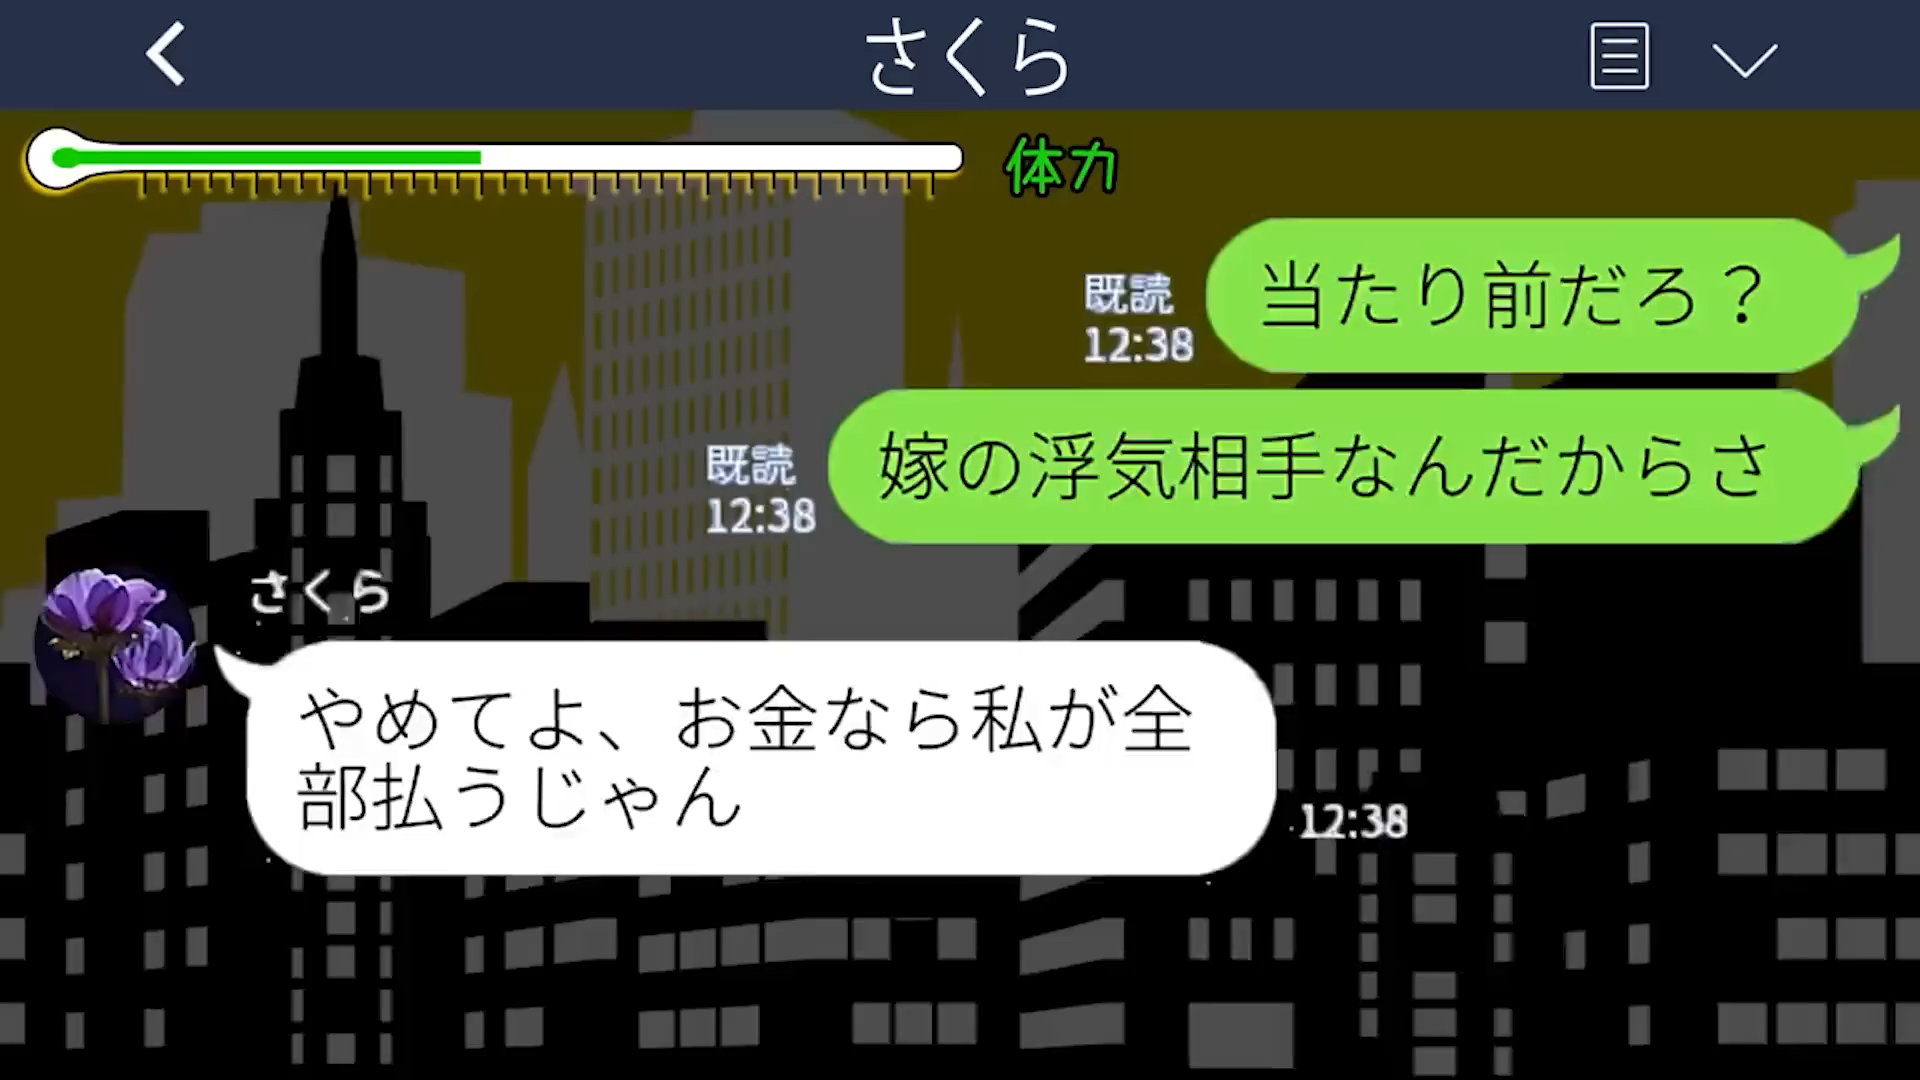 さくら
体力
当たり前だろ？
既読
12:38
嫁の浮気相手なんだからさ
既読
12:38
さくら
やめてよ、お金なら私が全
部払うじゃん
12:38